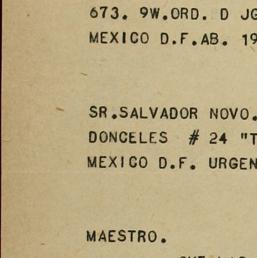 673. 9W.ORD. D JG
MEXICO D.F.AB. 19
SR.SALVADOR NOVO.
DONCELES # 24 "T
MEXICO D.F. URGEN
MAESTRO.